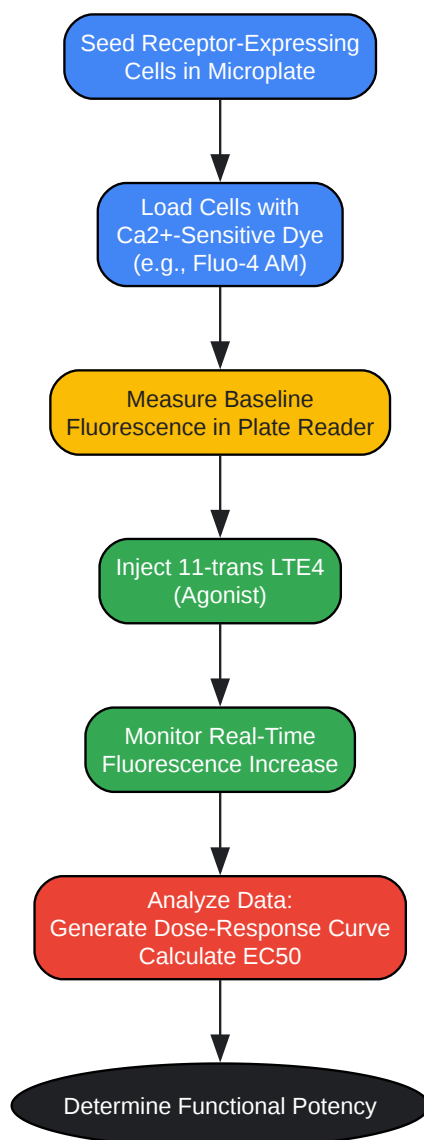 Seed Receptor-Expressing
Cells in Microplate
Load Cells with
Ca2+-Sensitive Dye
(e.g., Fluo-4 AM)
Measure Baseline
Fluorescence in Plate Reader
Inject 11-trans LTE4
(Agonist)
Monitor Real-Time
Fluorescence Increase
Analyze Data:
Generate Dose-Response Curve
Calculate EC50
Determine Functional Potency